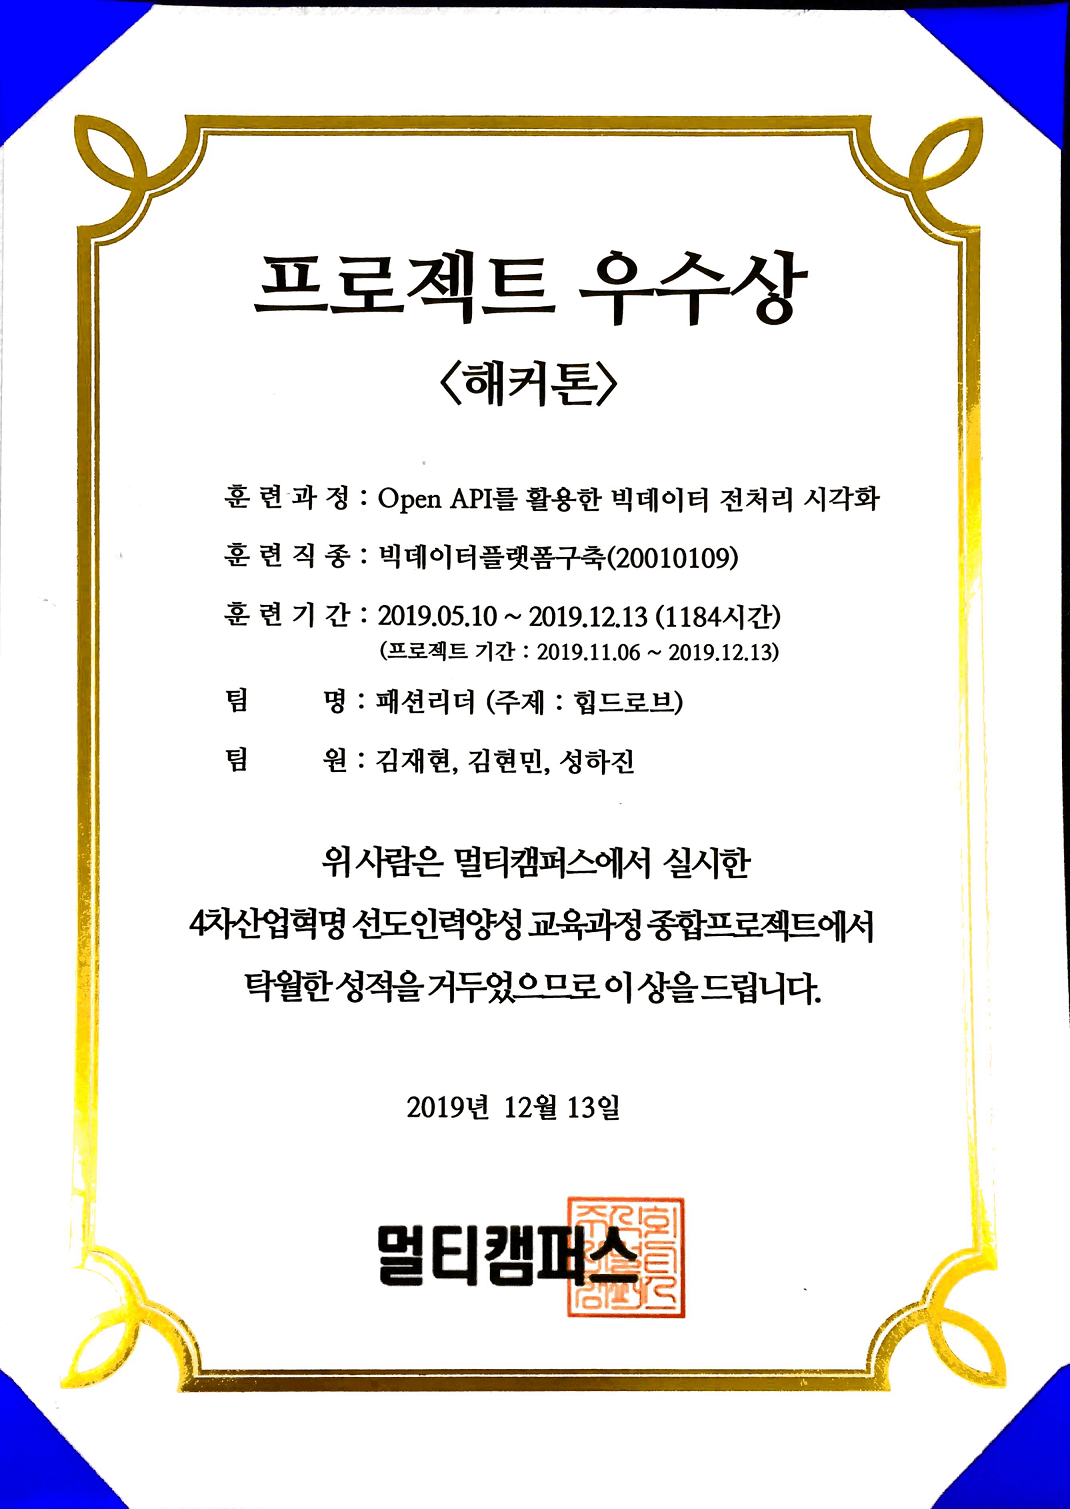 프로젝트 우수상
<해커톤>
훈 련 과 정 : Open API를 활용한 빅데이터 전처리 시각화
훈 련 직 종 : 빅데이터플랫폼구축(20010109)
훈 련 기 간 : 2019.05.10 ~ 2019.12.13 (1184시간)
(프로젝트 기간 : 2019.11.06 ~ 2019.12.13)
팀 명 : 패션리더 (주제 : 힙드로브)
팀 원 : 김재현, 김현민, 성하진
위 사람은 멀티캠퍼스에서 실시한
4차산업혁명 선도인력양성 교육과정 종합프로젝트에서
탁월한 성적을 거두었으므로 이 상을 드립니다.
2019년 12월 13일
멀티캠퍼스